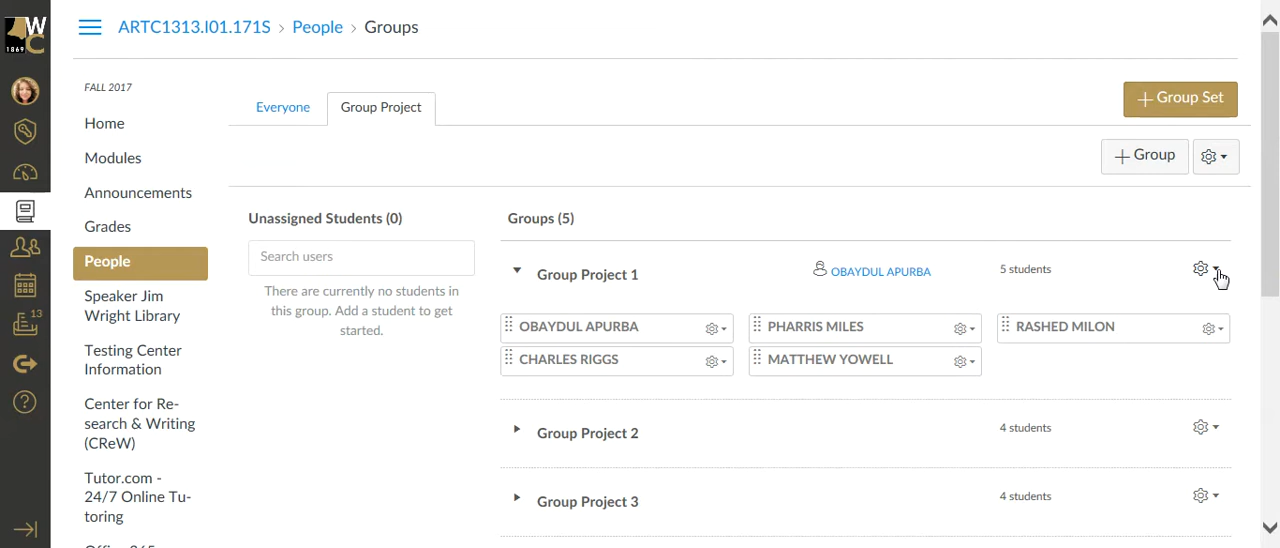 WC
1869
ARTC1313.I01.171S › People › Groups
FALL 2017
Home
Modules
Announcements
Grades
People
Speaker Jim
Wright Library
Testing Center
Information
Center for Re-
search & Writing
(CReW)
Tutor.com -
24/7 Online Tu-
toring
Office 365
13
Everyone
Group Project
+ Group Set
+ Group
Unassigned Students (0)
Search users
There are currently no students in
this group. Add a student to get
started.
Groups (5)
Group Project 1
OBAYDUL APURBA
5 students
OBAYDUL APURBA
PHARRIS MILES
RASHED MILON
CHARLES RIGGS
MATTHEW YOWELL
Group Project 2
4 students
Group Project 3
4 students